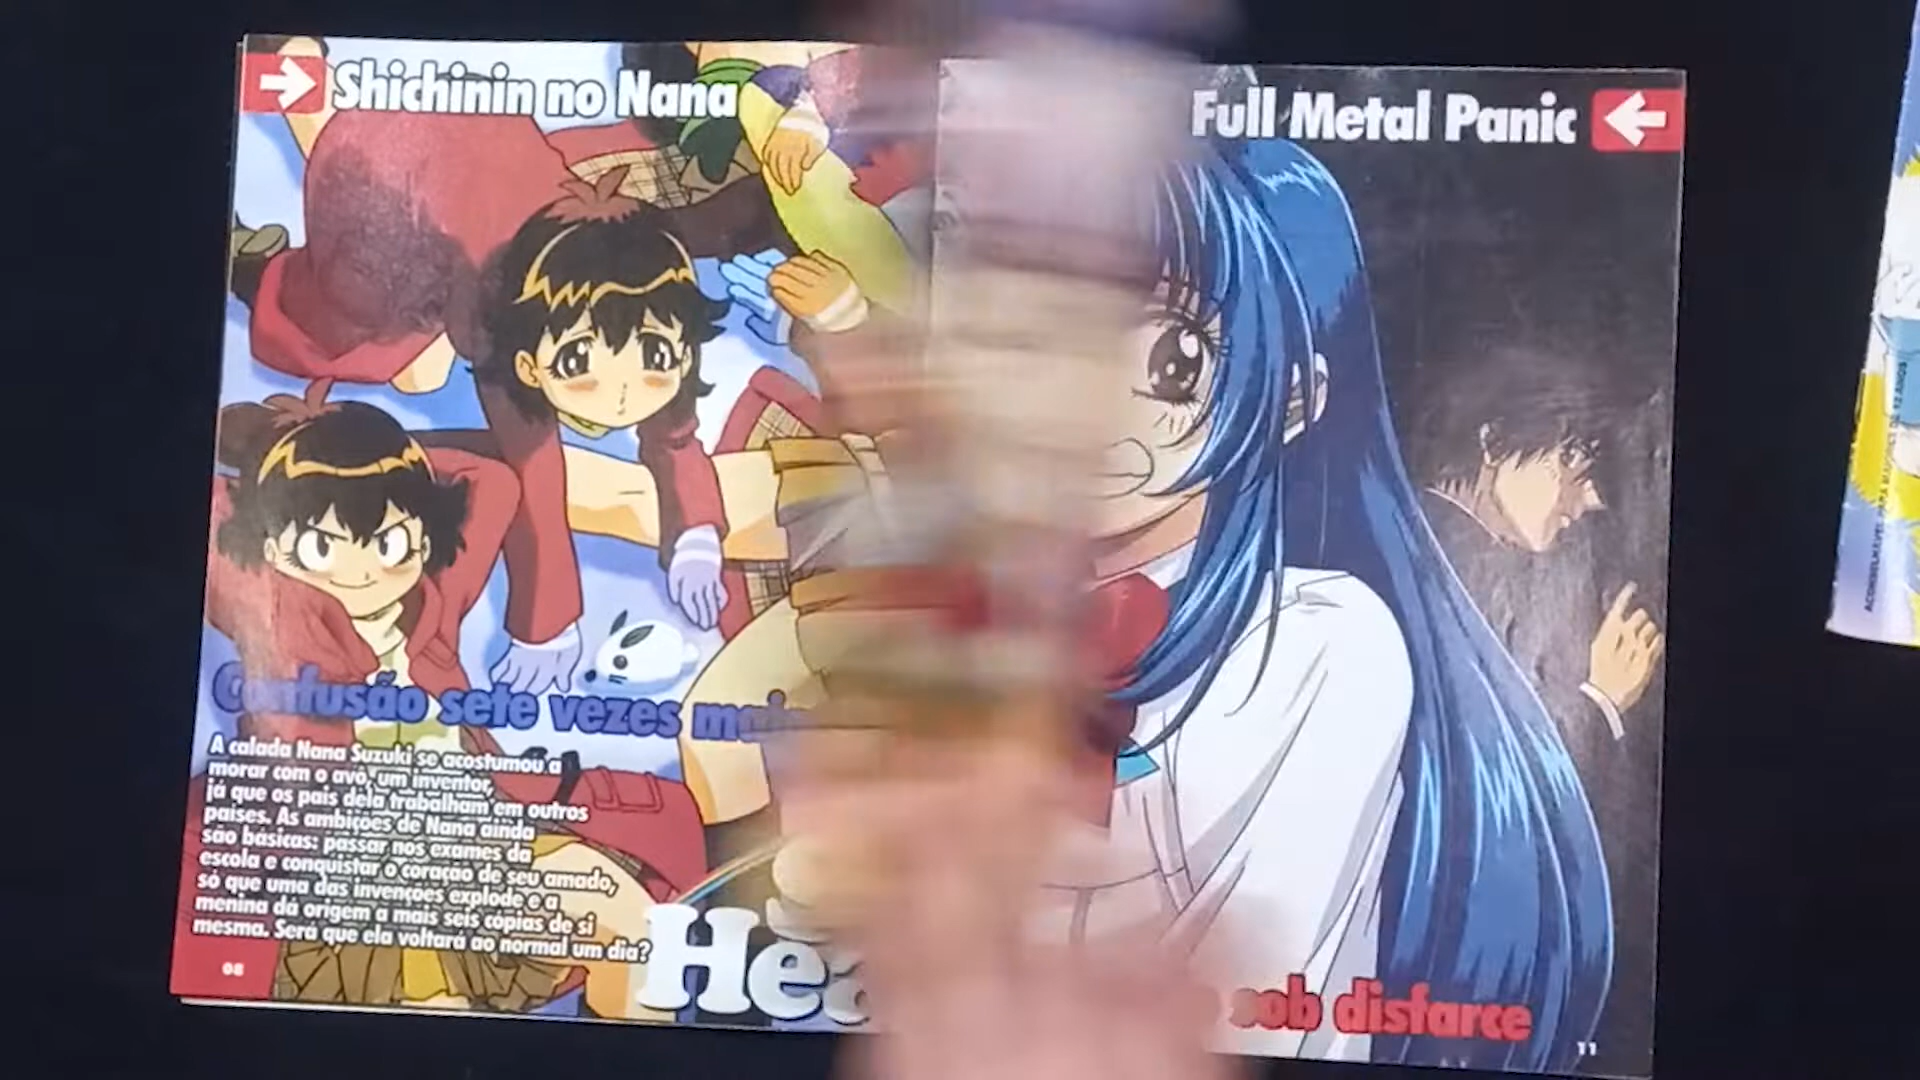 Shichinin no Nana
Confusão sete vezes
A calada Nana Suzuki se acostumou a
morar com o avô, um inventor,
já que os pais dela trabalham em outros
países. As ambições de Nana ainda
são básicas: passar nos exames da
escola e conquistar o coração de seu amado,
só que uma das invenções explode e a
menina dá origem a mais seis cópias de si
mesma. Será que ela voltará ao normal um dia?
08
Full Metal Panic
sob disfarce
11